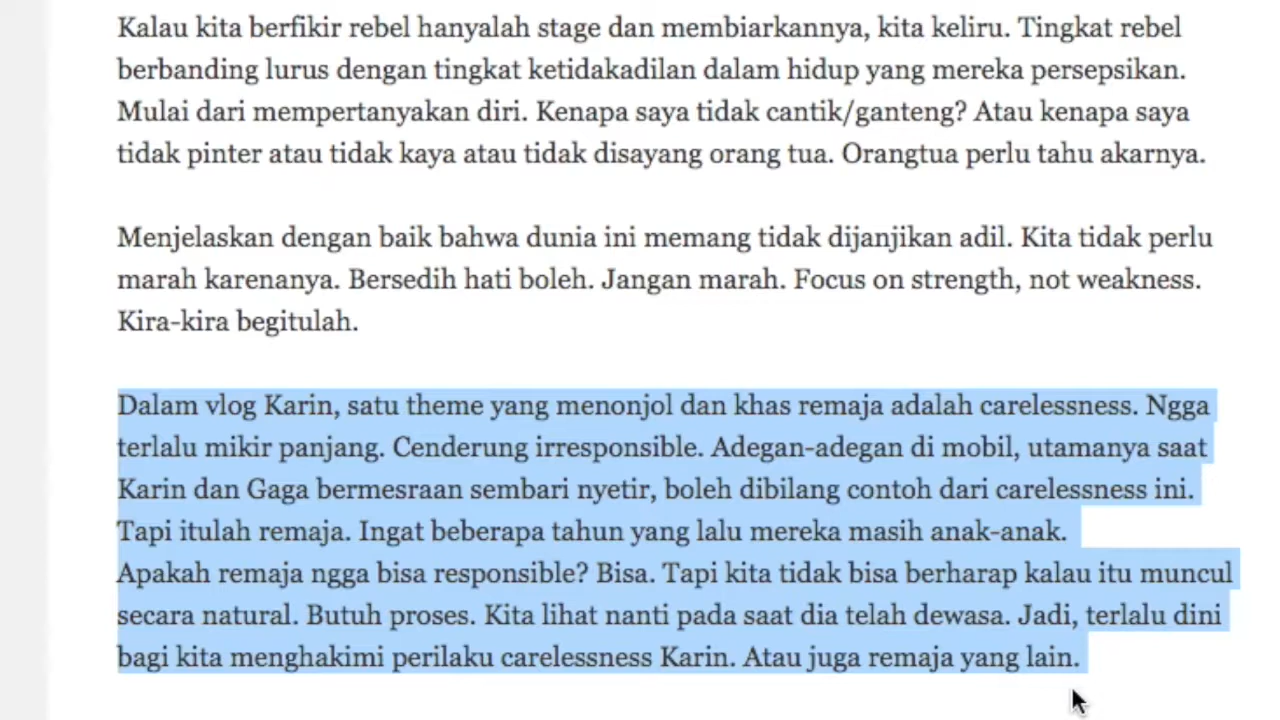 Kalau kita berfikir rebel hanyalah stage dan membiarkannya, kita keliru. Tingkat rebel
berbanding lurus dengan tingkat ketidakadilan dalam hidup yang mereka persepsikan.
Mulai dari mempertanyakan diri. Kenapa saya tidak cantik/ganteng? Atau kenapa saya
tidak pinter atau tidak kaya atau tidak disayang orang tua. Orangtua perlu tahu akarnya.
Menjelaskan dengan baik bahwa dunia ini memang tidak dijanjikan adil. Kita tidak perlu
marah karenanya. Bersedih hati boleh. Jangan marah. Focus on strength, not weakness.
Kira-kira begitulah.
Dalam vlog Karin, satu theme yang menonjol dan khas remaja adalah carelessness. Ngga
terlalu mikir panjang. Cenderung irresponsible. Adegan-adegan di mobil, utamanya saat
Karin dan Gaga bermesraan sembari nyetir, boleh dibilang contoh dari carelessness ini.
Tapi itulah remaja. Ingat beberapa tahun yang lalu mereka masih anak-anak.
Apakah remaja ngga bisa responsible? Bisa. Tapi kita tidak bisa berharap kalau itu muncul
secara natural. Butuh proses. Kita lihat nanti pada saat dia telah dewasa. Jadi, terlalu dini
bagi kita menghakimi perilaku carelessness Karin. Atau juga remaja yang lain.